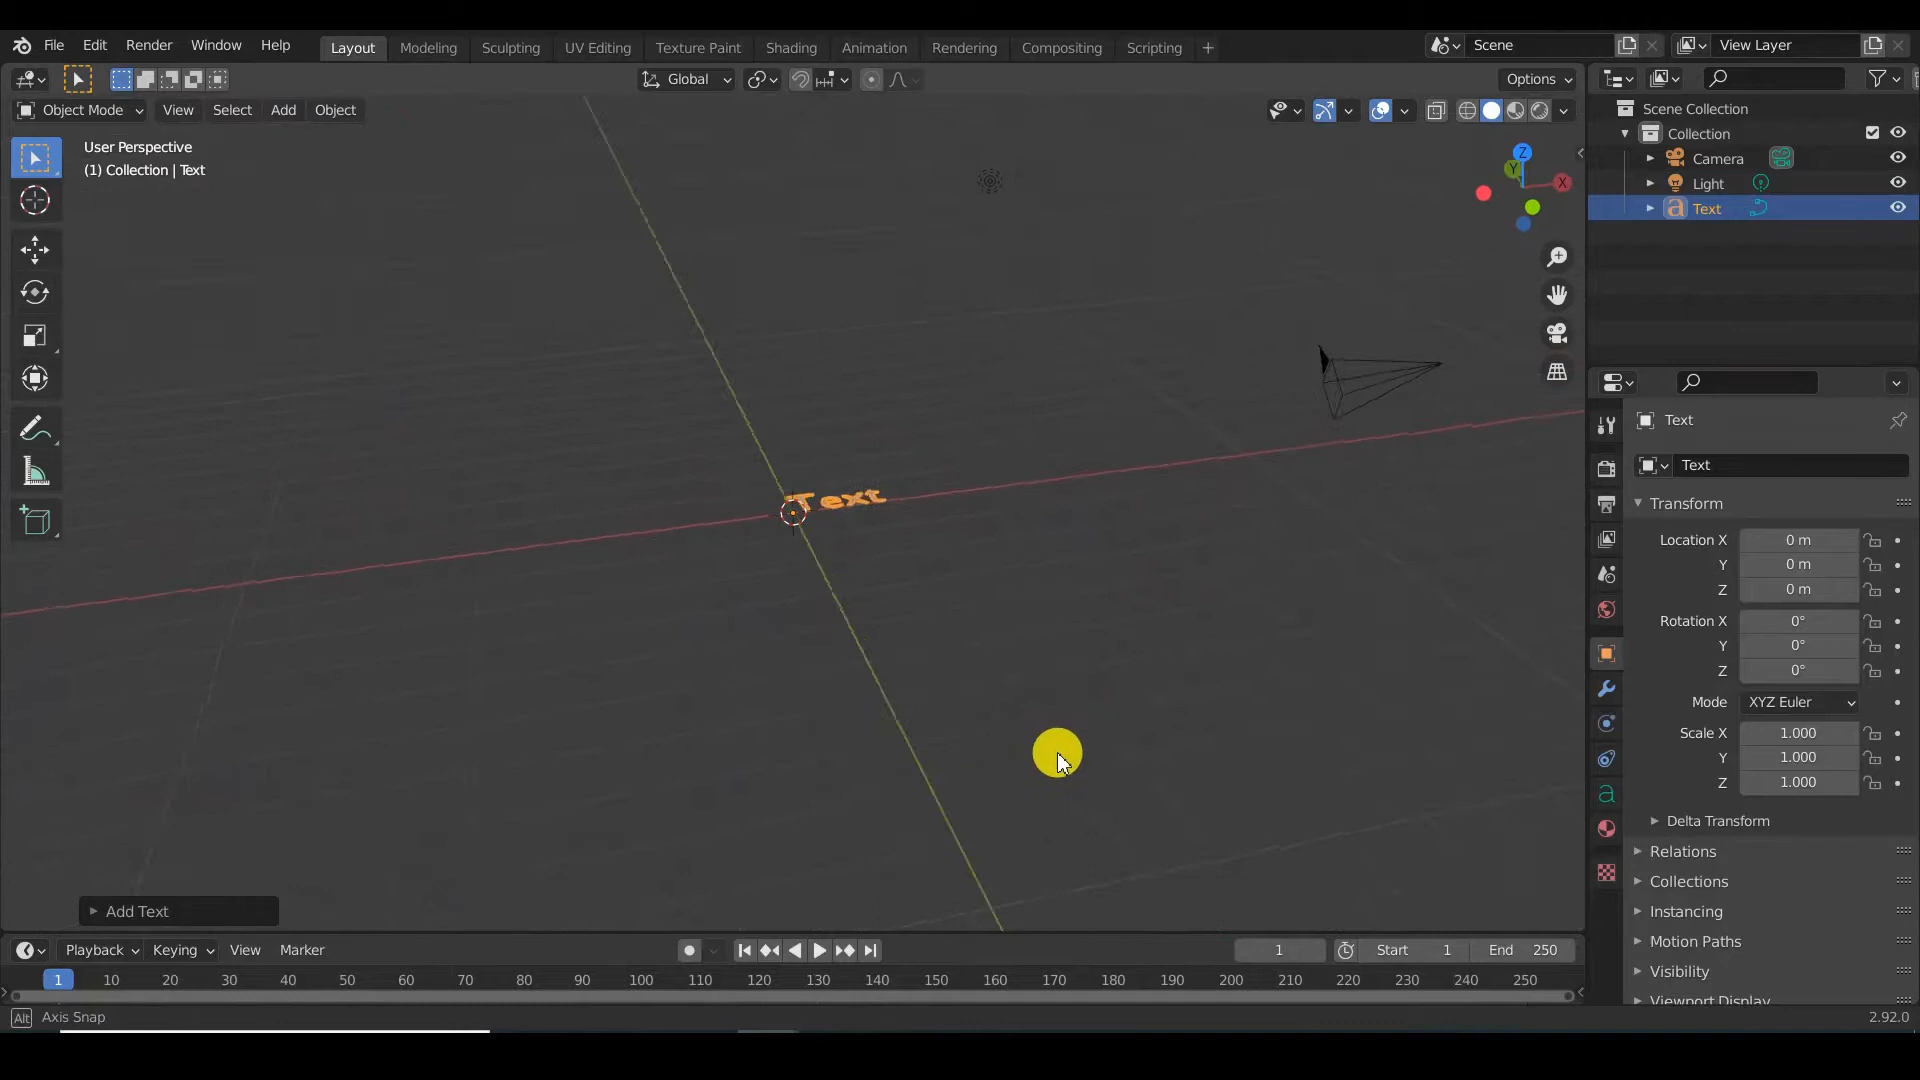 File Edit Render Window Help
Layout Modeling Sculpting UV Editing Texture Paint Shading Animation Rendering Compositing Scripting +
Scene
View Layer
Global
Options
Object Mode View Select Add Object
User Perspective
(1) Collection | Text
Z
Y
X
Text
Add Text
Scene Collection
Collection
Camera
Light
a Text
Text
Text
Transform
Location X 0 m
Y 0 m
Z 0 m
Rotation X 0°
Y 0°
Z 0°
Mode XYZ Euler
Scale X 1.000
Y 1.000
Z 1.000
a
Delta Transform
Relations
Collections
Instancing
Motion Paths
Visibility
Viewport Display
Playback Keying View Marker
1 Start 1 End 250
1 10 20 30 40 50 60 70 80 90 100 110 120 130 140 150 160 170 180 190 200 210 220 230 240 250
Alt Axis Snap
2.92.0